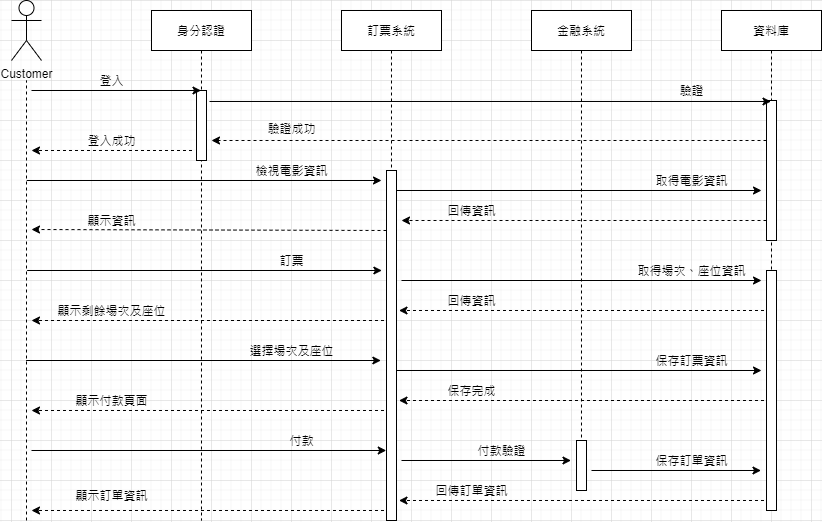 身分認證
訂票系統
金融系統
資料庫
Customer
登入
驗證
驗證成功
登入成功
檢視電影資訊
取得電影資訊
回傳資訊
顯示資訊
訂票
取得場次、座位資訊
回傳資訊
顯示剩餘場次及座位
選擇場次及座位
保存訂票資訊
保存完成
顯示付款頁面
付款
付款驗證
保存訂單資訊
回傳訂單資訊
顯示訂單資訊